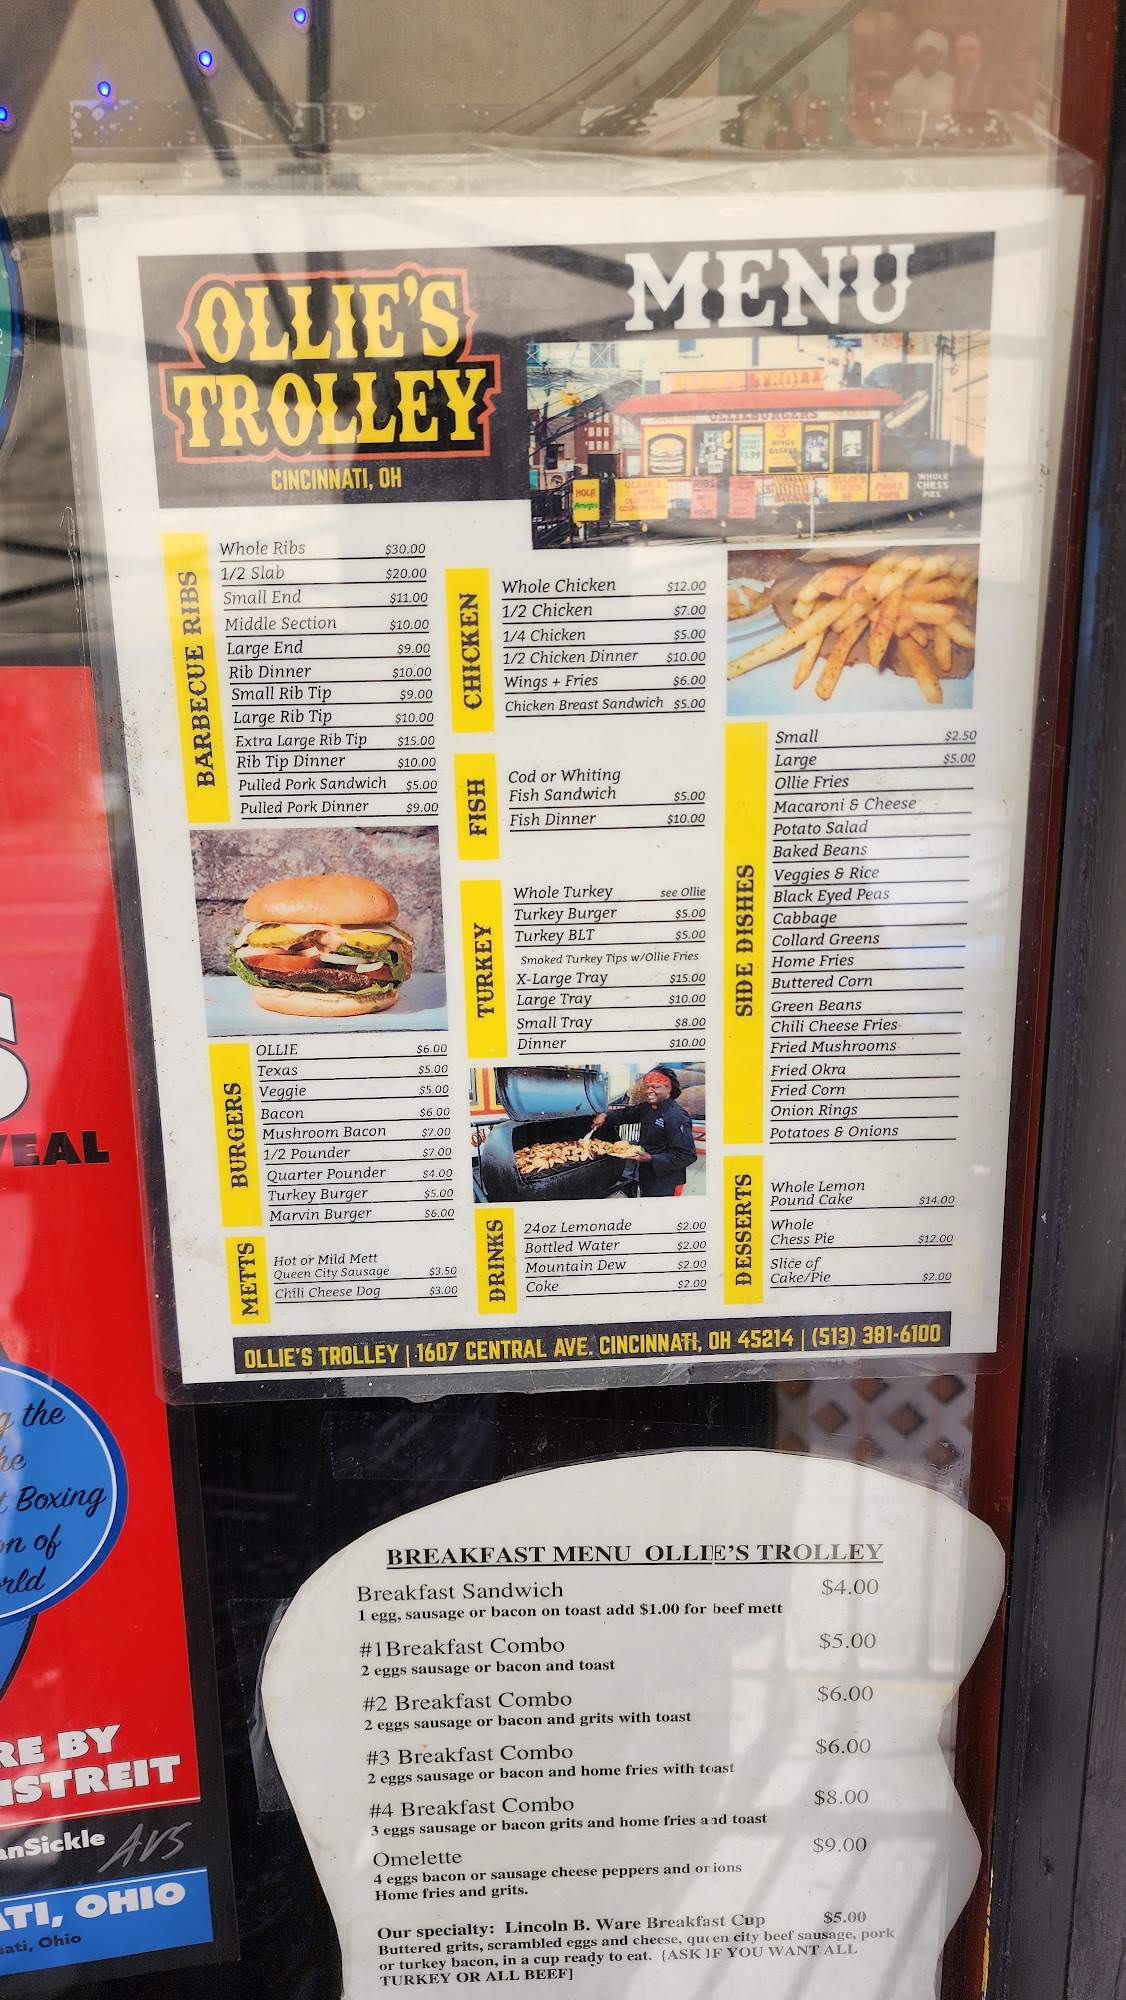 OLLIE'S
TROLLEY
CINCINNATI, OH
MENU
OLLIEBURGERS
WHOLE
CHESS
PIES
BARBECUE RIBS
Whole Ribs $30.00
1/2 Slab $20.00
Small End $11.00
Middle Section $10.00
Large End $9.00
Rib Dinner $10.00
Small Rib Tip $9.00
Large Rib Tip $10.00
Extra Large Rib Tip $15.00
Rib Tip Dinner $10.00
Pulled Pork Sandwich $5.00
Pulled Pork Dinner $9.00
BURGERS
OLLIE $6.00
Texas $5.00
Veggie $5.00
Bacon $6.00
Mushroom Bacon $7.00
1/2 Pounder $7.00
Quarter Pounder $4.00
Turkey Burger $5.00
Marvin Burger $6.00
METTS
Hot or Mild Mett
Queen City Sausage $3.50
Chili Cheese Dog $3.00
CHICKEN
Whole Chicken $12.00
1/2 Chicken $7.00
1/4 Chicken $5.00
1/2 Chicken Dinner $10.00
Wings + Fries $6.00
Chicken Breast Sandwich $5.00
FISH
Cod or Whiting
Fish Sandwich $5.00
Fish Dinner $10.00
TURKEY
Whole Turkey see Ollie
Turkey Burger $5.00
Turkey BLT $5.00
Smoked Turkey Tips w/Ollie Fries
X-Large Tray $15.00
Large Tray $10.00
Small Tray $8.00
Dinner $10.00
DRINKS
24oz Lemonade $2.00
Bottled Water $2.00
Mountain Dew $2.00
Coke $2.00
SIDE DISHES
Small $2.50
Large $5.00
Ollie Fries
Macaroni & Cheese
Potato Salad
Baked Beans
Veggies & Rice
Black Eyed Peas
Cabbage
Collard Greens
Home Fries
Buttered Corn
Green Beans
Chili Cheese Fries
Fried Mushrooms
Fried Okra
Fried Corn
Onion Rings
Potatoes & Onions
DESSERTS
Whole Lemon
Pound Cake $14.00
Whole
Chess Pie $12.00
Slice of
Cake/Pie $2.00
OLLIE'S TROLLEY | 1607 CENTRAL AVE. CINCINNATI, OH 45214 | (513) 381-6100
BREAKFAST MENU OLLIE'S TROLLEY
Breakfast Sandwich $4.00
1 egg, sausage or bacon on toast add $1.00 for beef mett
#1Breakfast Combo $5.00
2 eggs sausage or bacon and toast
#2 Breakfast Combo $6.00
2 eggs sausage or bacon and grits with toast
#3 Breakfast Combo $6.00
2 eggs sausage or bacon and home fries with toast
#4 Breakfast Combo $8.00
3 eggs sausage or bacon grits and home fries and toast
Omelette $9.00
4 eggs bacon or sausage cheese peppers and onions
Home fries and grits.
Our specialty: Lincoln B. Ware Breakfast Cup $5.00
Buttered grits, scrambled eggs and cheese, queen city beef sausage, pork
or turkey bacon, in a cup ready to eat. {ASK IF YOU WANT ALL
TURKEY OR ALL BEEF]
VEAL
g the
he
t Boxing
on of
rld
RE BY
NSTREIT
anSickle AVS
ATI, OHIO
nati, Ohio